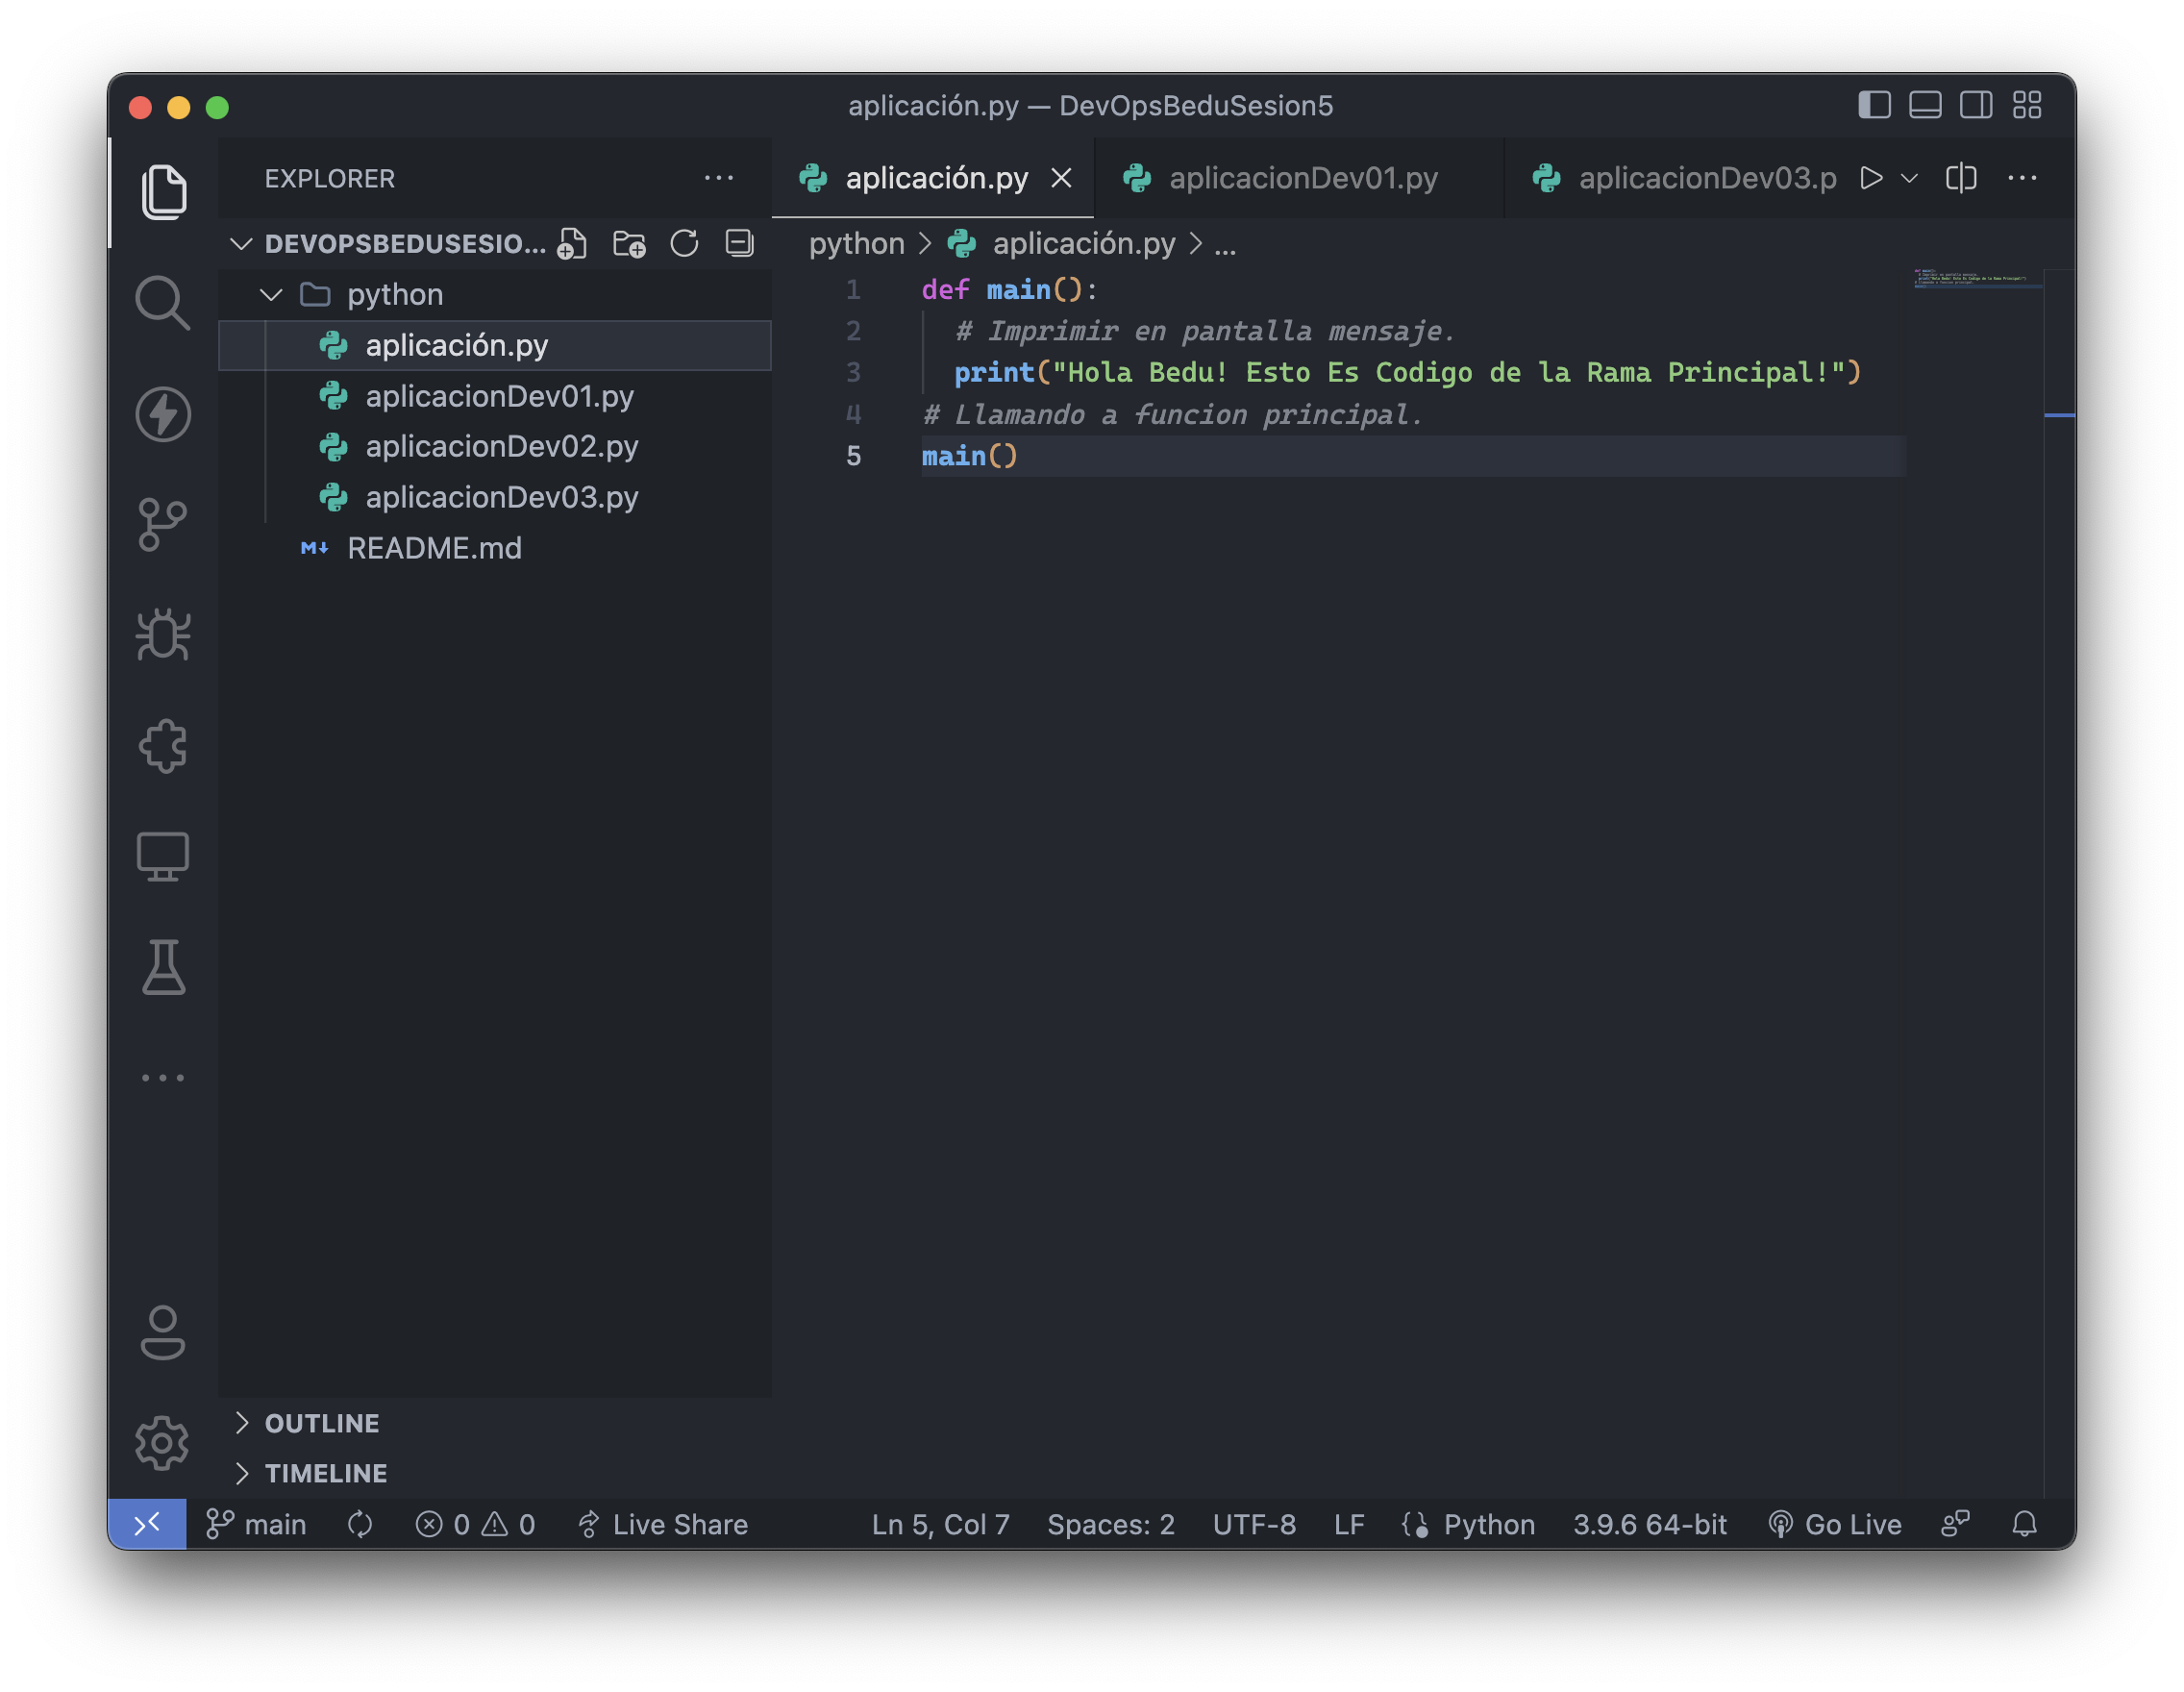 aplicación.py — DevOpsBeduSesion5
EXPLORER
DEVOPSBEDUSESIO...
python
aplicación.py
aplicacionDev01.py
aplicacionDev02.py
aplicacionDev03.py
README.md
OUTLINE
TIMELINE
aplicación.py
aplicacionDev01.py
aplicacionDev03.p
python > aplicación.py > ...
1 def main():
2 # Imprimir en pantalla mensaje.
3 print("Hola Bedu! Esto Es Codigo de la Rama Principal!")
4 # Llamando a funcion principal.
5 main()
main 0 0 Live Share Ln 5, Col 7 Spaces: 2 UTF-8 LF Python 3.9.6 64-bit Go Live